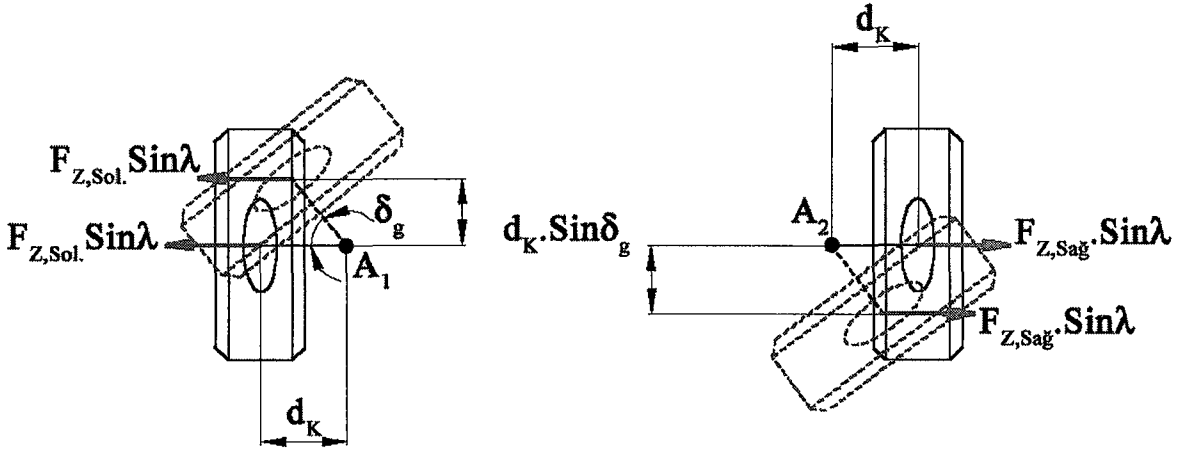 F_Z,Sol. Sinλ
F_Z,Sol. Sinλ
δ_g
A_1
d_K
d_K
d_K.Sinδ_g
A_2
F_Z,Sağ.Sinλ
F_Z,Sağ.Sinλ